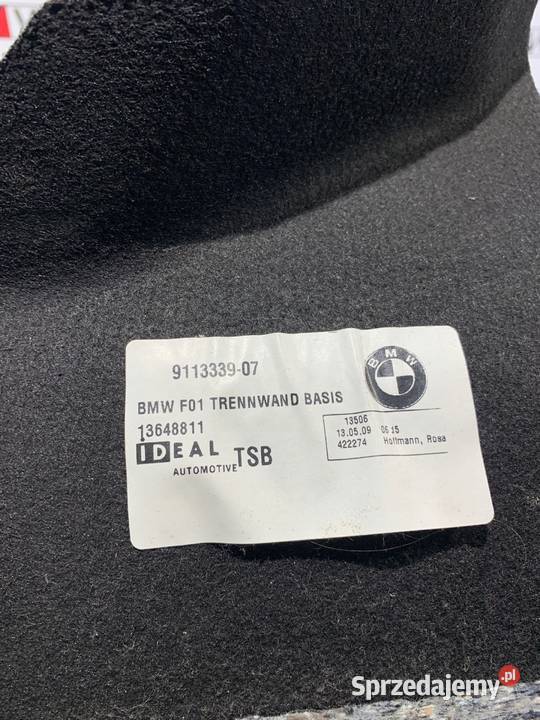 9113339-07
BMW
BMW F01 TRENNWAND BASIS
13648811
IDEAL TSB
AUTOMOTIVE
13506
13.05.09 06:15
422274 Hoffmann, Rosa
Sprzedajemy.pl